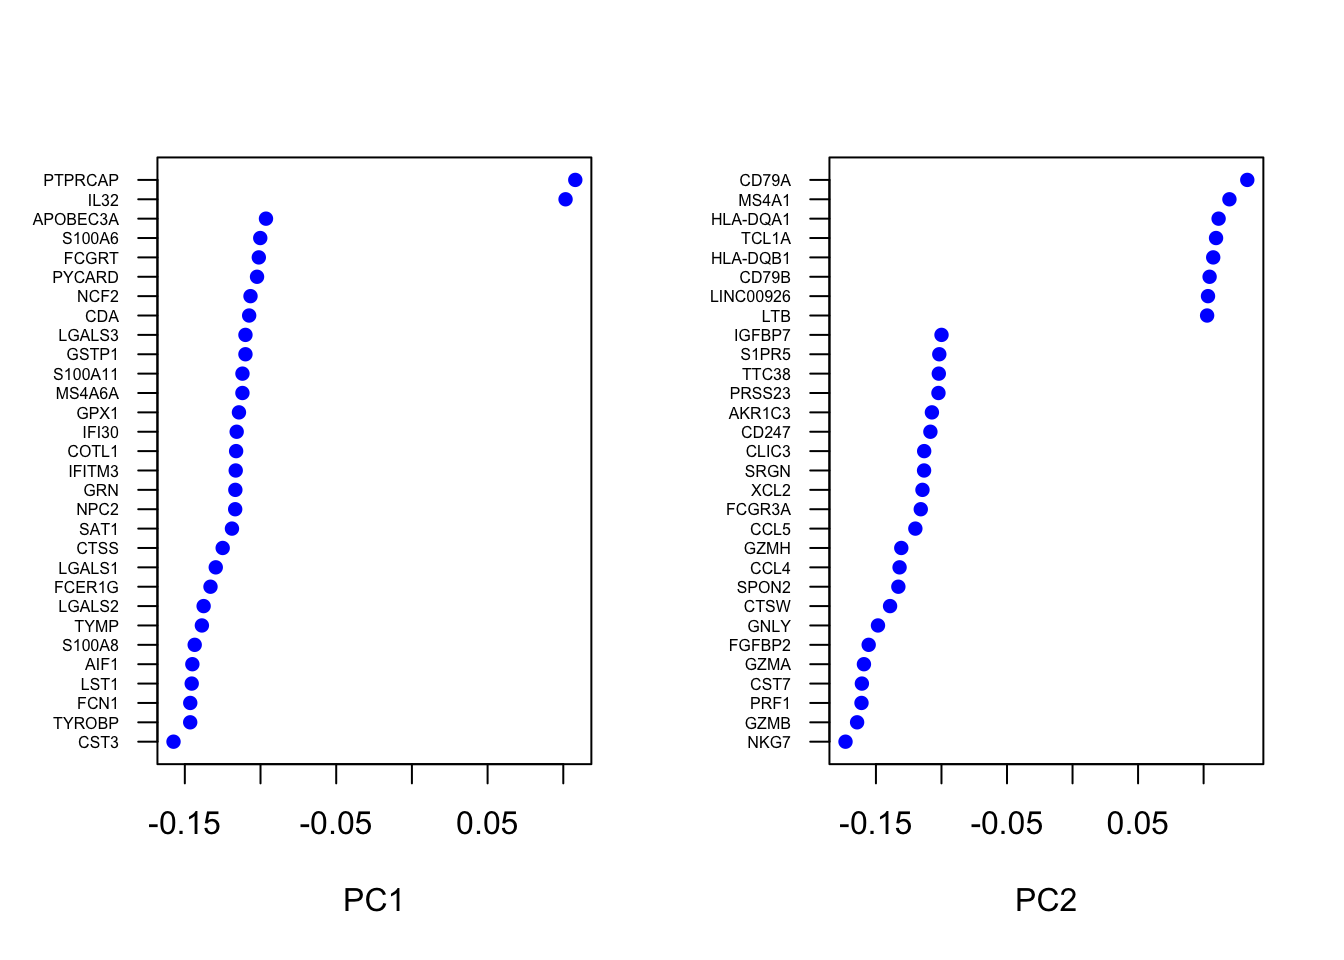 PTPRCAP
IL32
APOBEC3A
S100A6
FCGRT
PYCARD
NCF2
CDA
LGALS3
GSTP1
S100A11
MS4A6A
GPX1
IFI30
COTL1
IFITM3
GRN
NPC2
SAT1
CTSS
LGALS1
FCER1G
LGALS2
TYMP
S100A8
AIF1
LST1
FCN1
TYROBP
CST3
-0.15 -0.05 0.05
PC1
CD79A
MS4A1
HLA-DQA1
TCL1A
HLA-DQB1
CD79B
LINC00926
LTB
IGFBP7
S1PR5
TTC38
PRSS23
AKR1C3
CD247
CLIC3
SRGN
XCL2
FCGR3A
CCL5
GZMH
CCL4
SPON2
CTSW
GNLY
FGFBP2
GZMA
CST7
PRF1
GZMB
NKG7
-0.15 -0.05 0.05
PC2